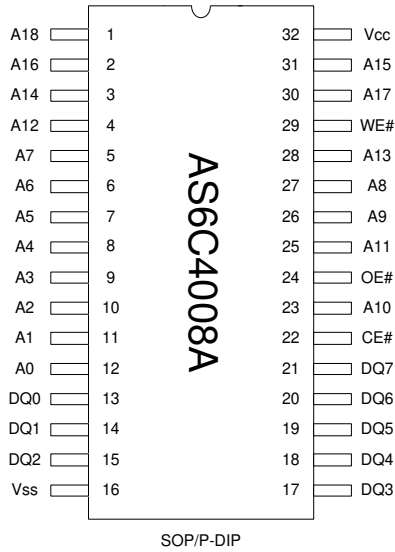 A18 1 32 Vcc
A16 2 31 A15
A14 3 30 A17
A12 4 29 WE#
A7 5 28 A13
A6 6 27 A8
A5 7 26 A9
A4 8 25 A11
A3 9 24 OE#
A2 10 23 A10
A1 11 22 CE#
A0 12 21 DQ7
DQ0 13 20 DQ6
DQ1 14 19 DQ5
DQ2 15 18 DQ4
Vss 16 17 DQ3
AS6C4008A
SOP/P-DIP